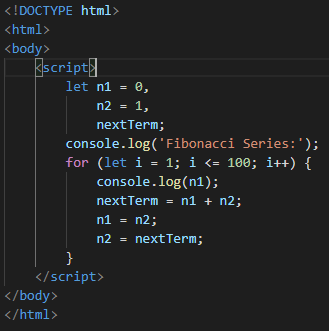 <!DOCTYPE html>
<html>
<body>
<script>
let n1 = 0,
n2 = 1,
nextTerm;
console.log('Fibonacci Series:');
for (let i = 1; i <= 100; i++) {
console.log(n1);
nextTerm = n1 + n2;
n1 = n2;
n2 = nextTerm;
}
</script>
</body>
</html>